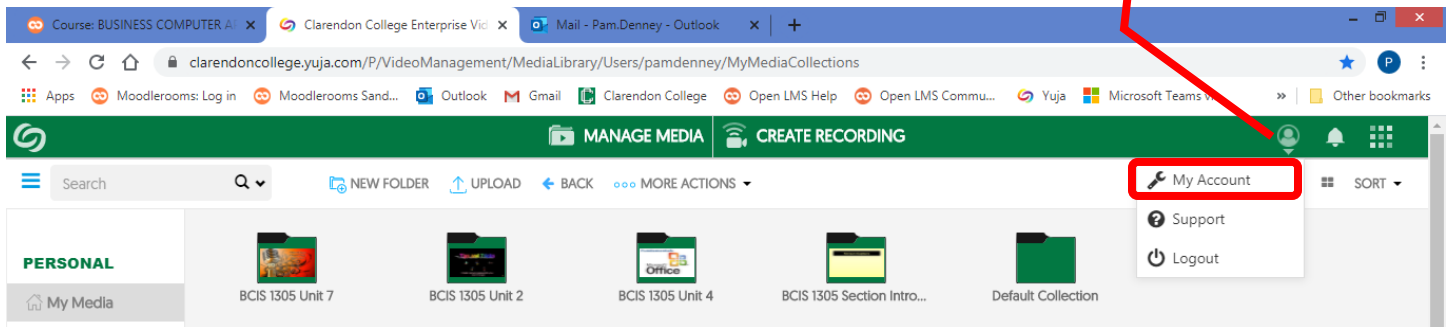 Course: BUSINESS COMPUTER A
Clarendon College Enterprise Vid
Mail - Pam.Denney - Outlook
clarendoncollege.yuja.com/P/VideoManagement/MediaLibrary/Users/pamdenney/MyMediaCollections
P
Apps Moodlerooms: Log in Moodlerooms Sand... Outlook Gmail Clarendon College Open LMS Help Open LMS Commu... Yuja Microsoft Teams » Other bookmarks
MANAGE MEDIA CREATE RECORDING
Search NEW FOLDER UPLOAD BACK MORE ACTIONS My Account SORT
Support
Logout
PERSONAL
My Media
Office
BCIS 1305 Unit 7 BCIS 1305 Unit 2 BCIS 1305 Unit 4 BCIS 1305 Section Intro... Default Collection